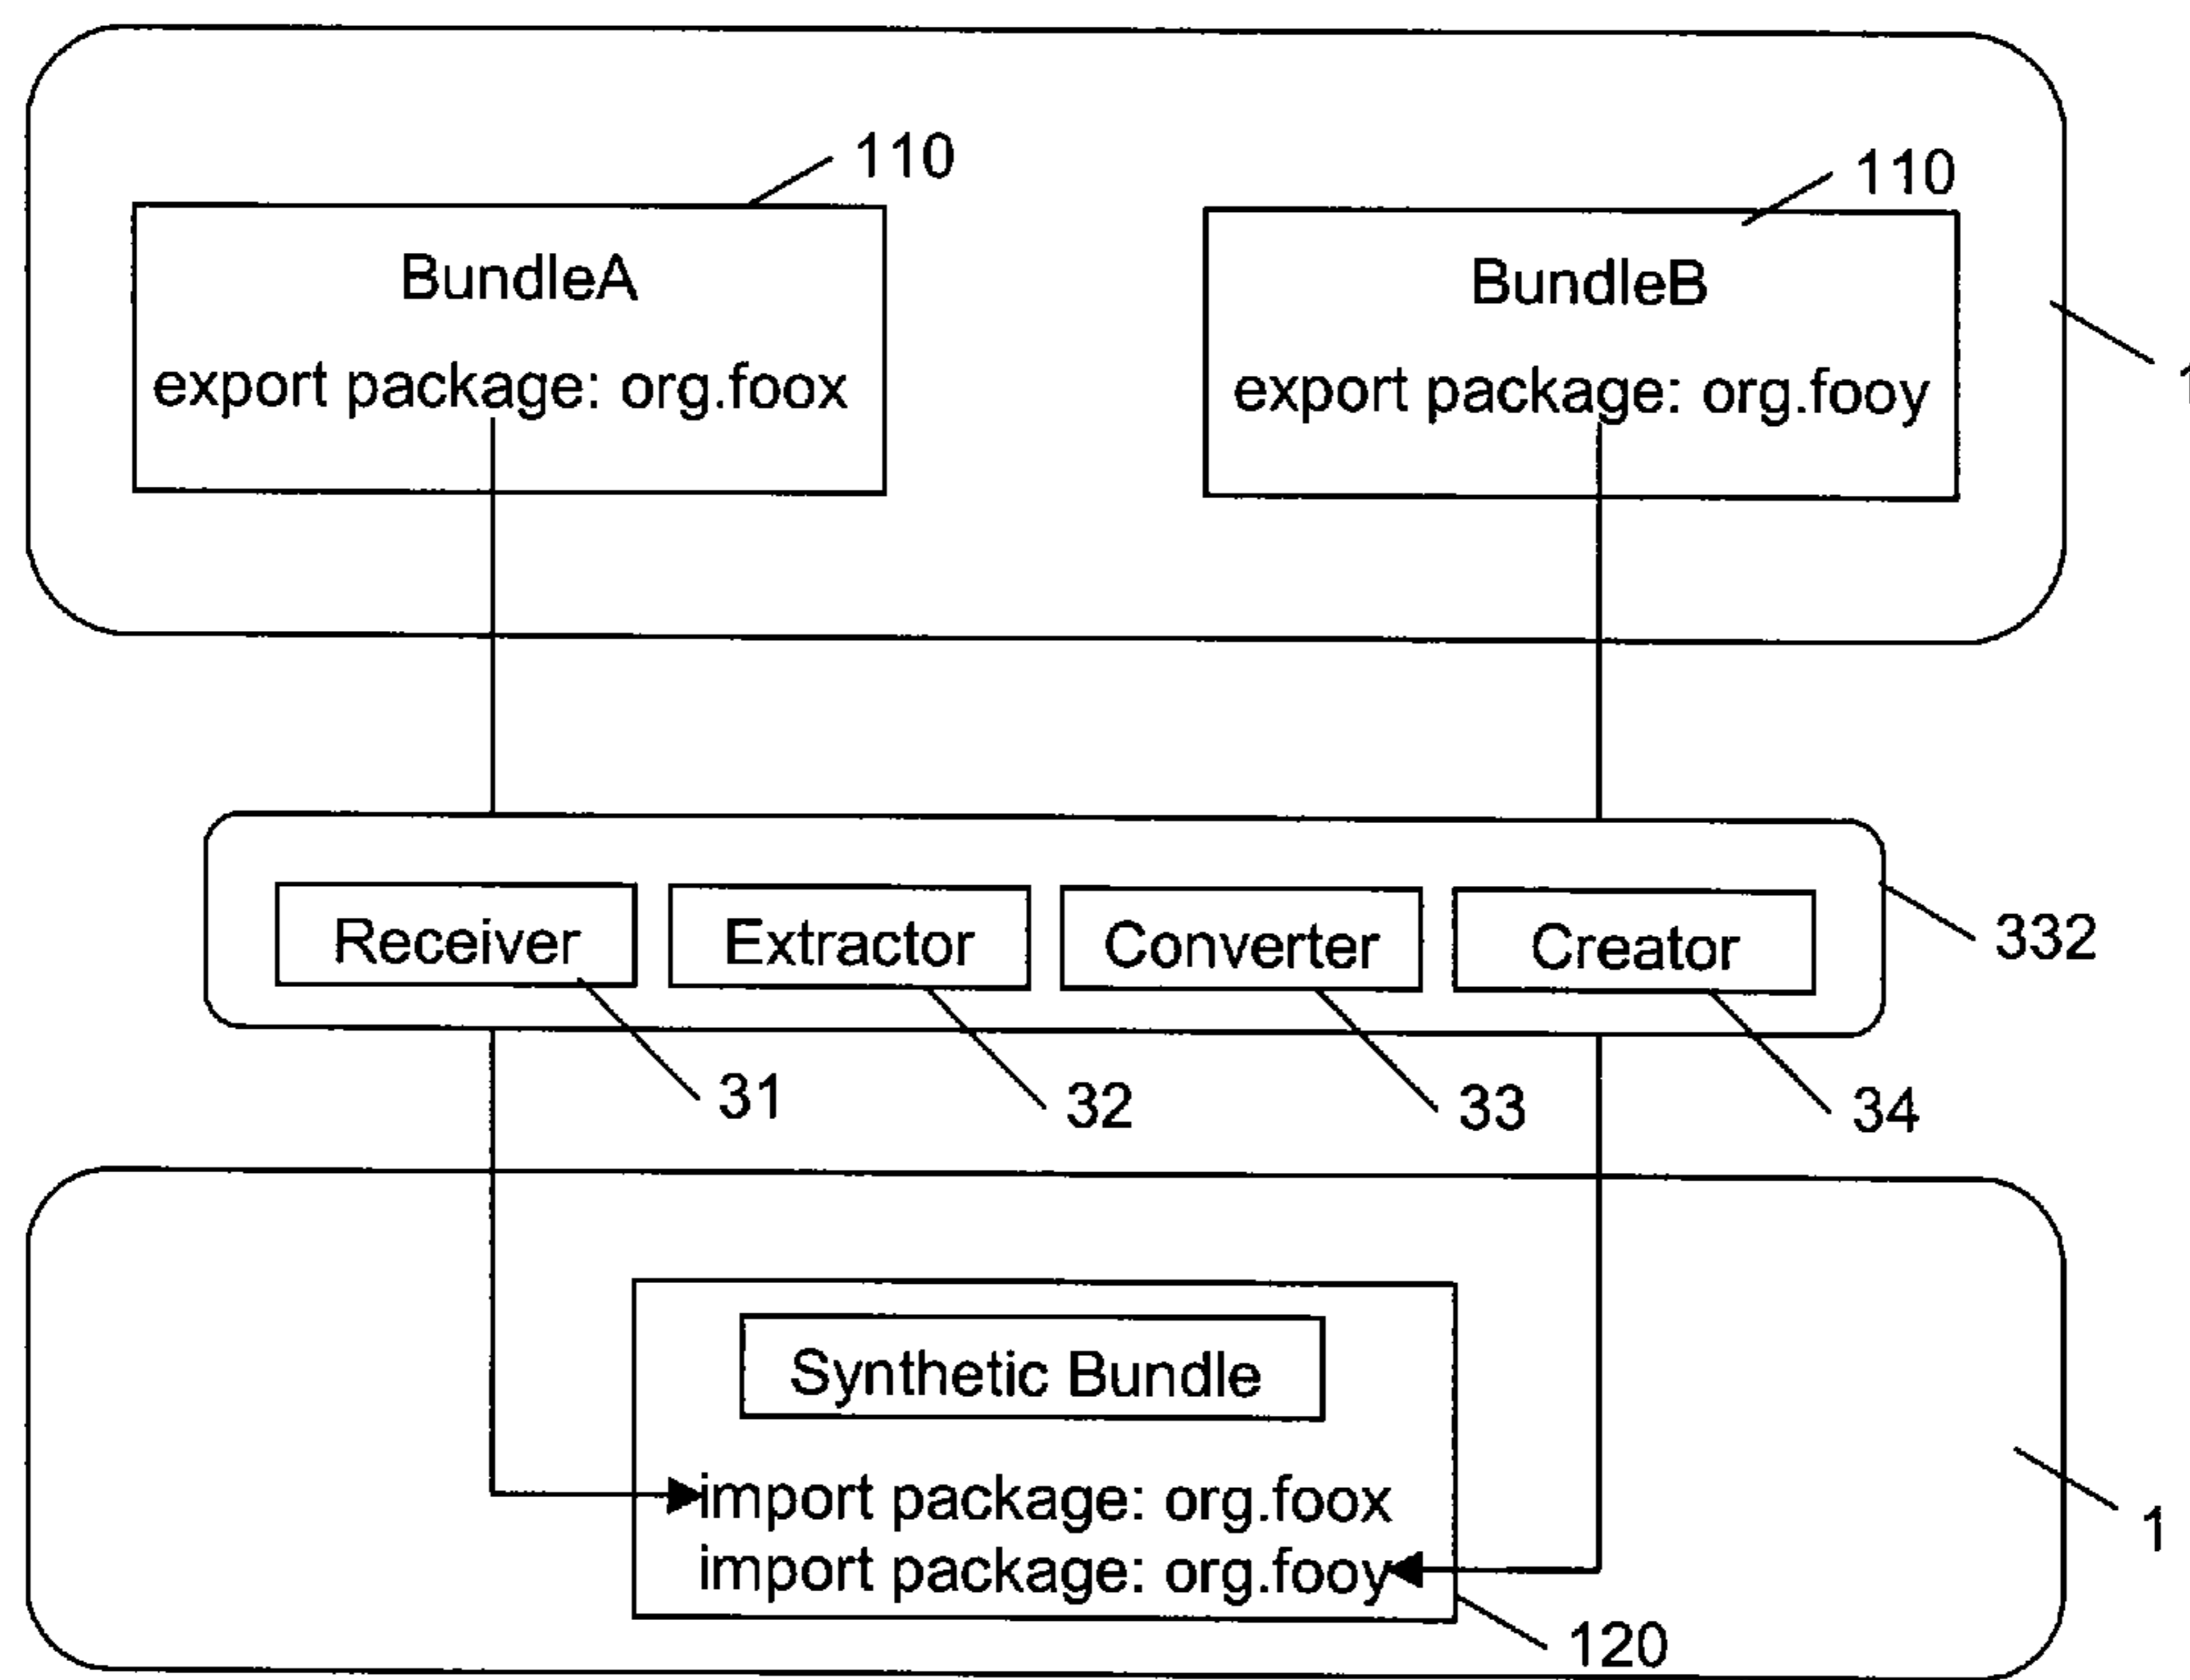 110
110
BundleA
export package: org.foox
BundleB
export package: org.fooy
1
Receiver
Extractor
Converter
Creator
332
31
32
33
34
Synthetic Bundle
import package: org.foox
import package: org.fooy
1
120